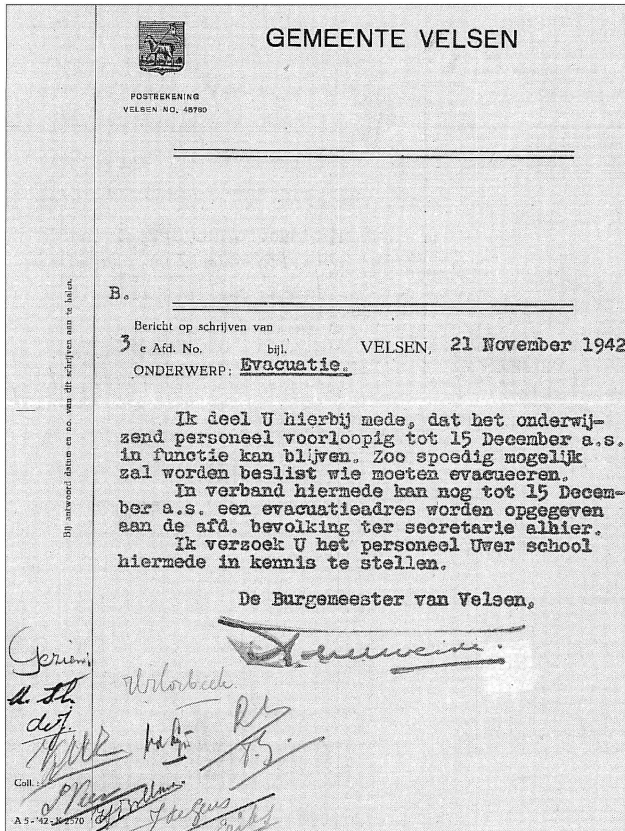 GEMEENTE VELSEN
POSTREKENING
VELSEN NO. 45760
B.
Bericht op schrijven van
3 e Afd. No. bijl. VELSEN, 21 November 1942
ONDERWERP: Evacuatie.
Ik deel U hierbij mede, dat het onderwij-
zend personeel voorloopig tot 15 December a.s.
in functie kan blijven. Zoo spoedig mogelijk
zal worden beslist wie moeten evacueeren.
In verband hiermede kan nog tot 15 Decem-
ber a.s. een evacuatieadres worden opgegeven
aan de afd. bevolking ter secretarie alhier.
Ik verzoek U het personeel Uwer school
hiermede in kennis te stellen.
De Burgemeester van Velsen,
Bij antwoord datum en no. van dit schrijven aan te halen.
Gezien:
Coll.:
A 5 - '42 - K 2570